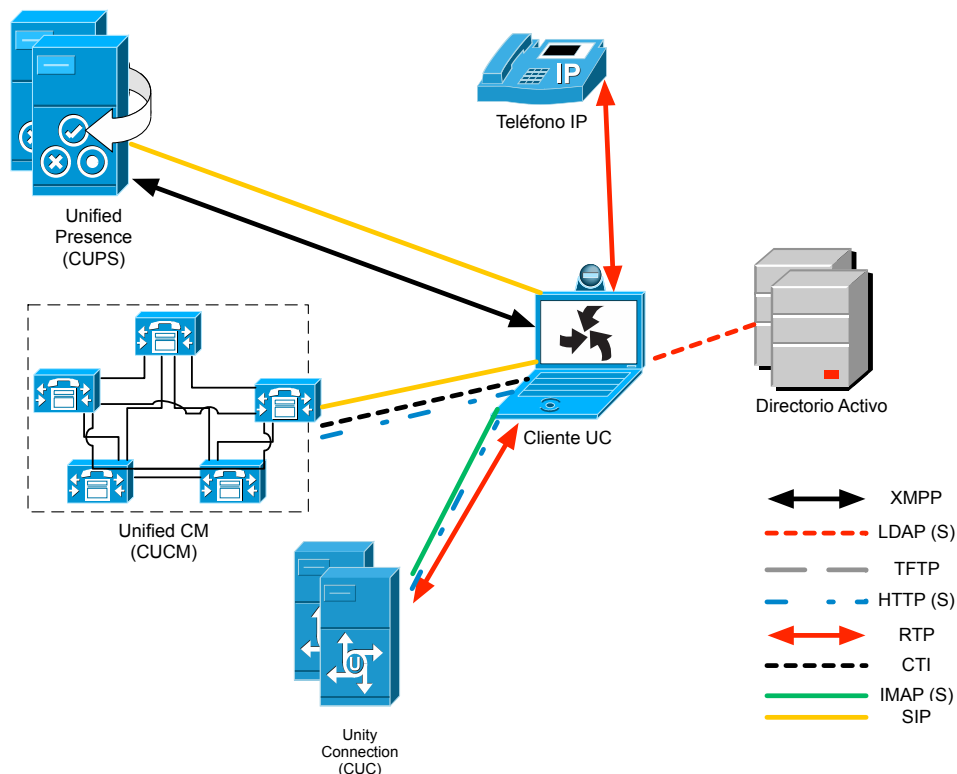 IP
Teléfono IP
Unified
Presence
(CUPS)
Directorio Activo
Cliente UC
Unified CM
(CUCM)
XMPP
LDAP (S)
TFTP
HTTP (S)
RTP
CTI
IMAP (S)
SIP
U
Unity
Connection
(CUC)